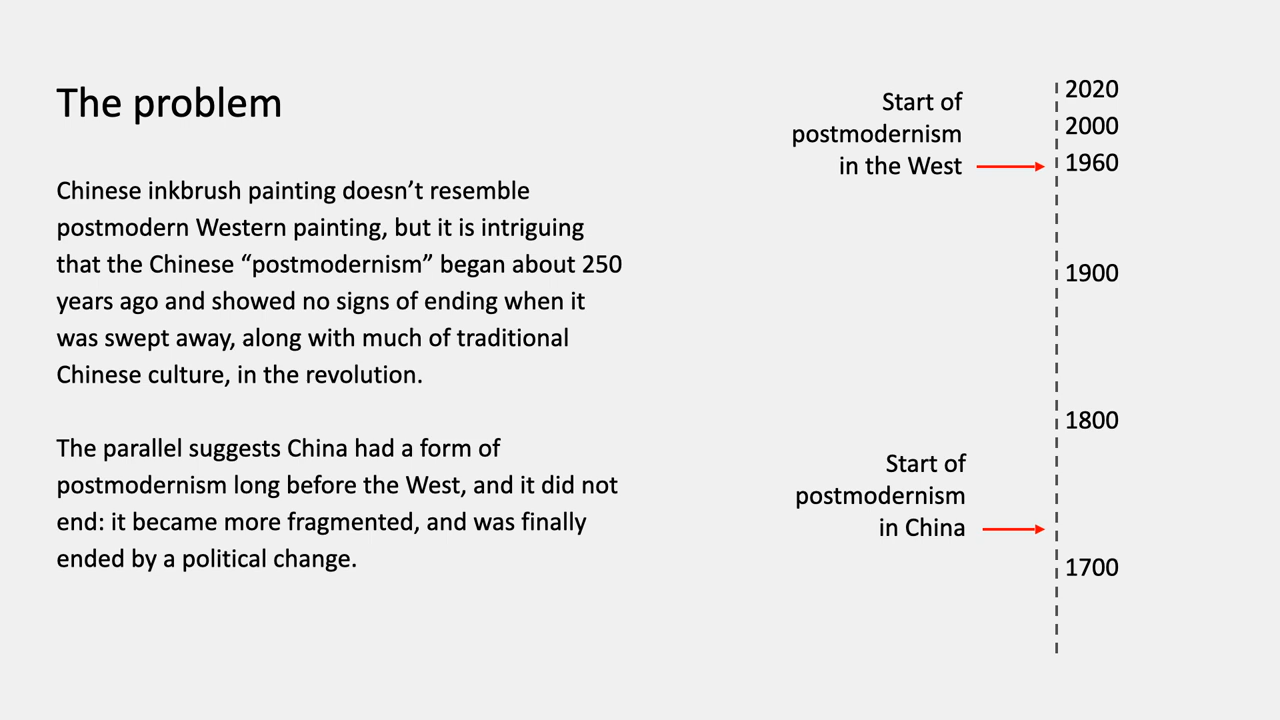 The problem
Chinese inkbrush painting doesn’t resemble
postmodern Western painting, but it is intriguing
that the Chinese “postmodernism” began about 250
years ago and showed no signs of ending when it
was swept away, along with much of traditional
Chinese culture, in the revolution.
The parallel suggests China had a form of
postmodernism long before the West, and it did not
end: it became more fragmented, and was finally
ended by a political change.
Start of
postmodernism
in the West
Start of
postmodernism
in China
2020
2000
1960
1900
1800
1700